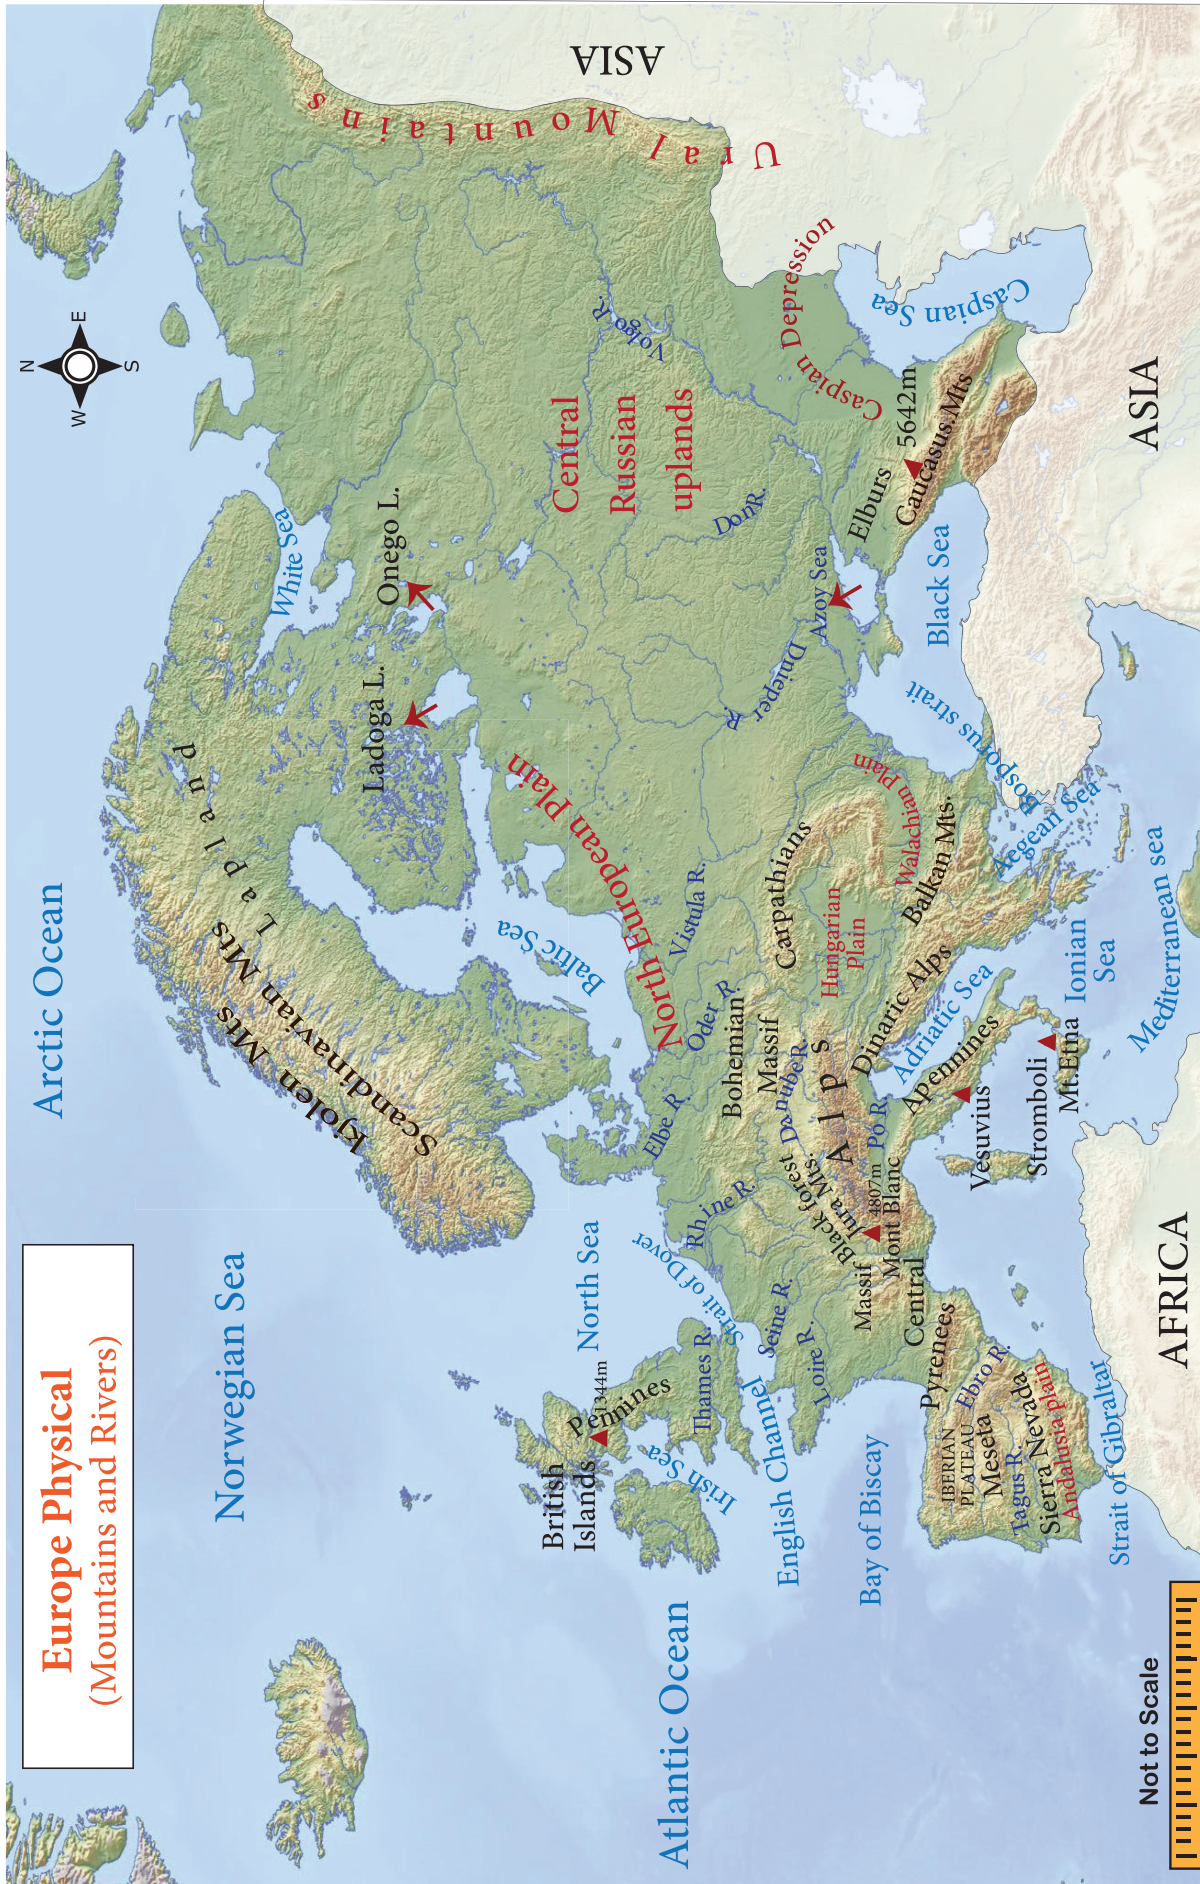 Europe Physical
(Mountains and Rivers)
Arctic Ocean
N
W
E
S
Norwegian Sea
Kjolen Mts
Scandinavian Mts
Lapland
White Sea
Ladoga L.
Onego L.
Ural Mountains
ASIA
Atlantic Ocean
British
Islands
1344m
Pennines
North Sea
Irish Sea
Thames R.
English Channel
Strait of Dover
Baltic Sea
North European Plain
Central
Russian
uplands
Volgo R.
DonR.
Dnieper R.
Azoy Sea
Caspian Depression
Caspian Sea
Elburs
5642m
Caucasus.Mts
Black Sea
Bosporus strait
Elbe R.
Oder R.
Vistula R.
Rhine R.
Seine R.
Loire R.
Bohemian
Massif
DanubeR.
Black forest
Jura Mts.
Alps
4807m
Mont Blanc
Massif
Central
Po R.
Carpathians
Hungarian
Plain
Walachian Plain
Balkan Mts.
Dinaric Alps
Adriatic Sea
Apennines
Vesuvius
Stromboli
Mt.Etna
Ionian
Sea
Aegean Sea
Mediterranean sea
Bay of Biscay
Pyrenees
Ebro R.
IBERIAN
PLATEAU
Meseta
Tagus R.
Sierra Nevada
Andalusia plain
Strait of Gibraltar
AFRICA
ASIA
Not to Scale